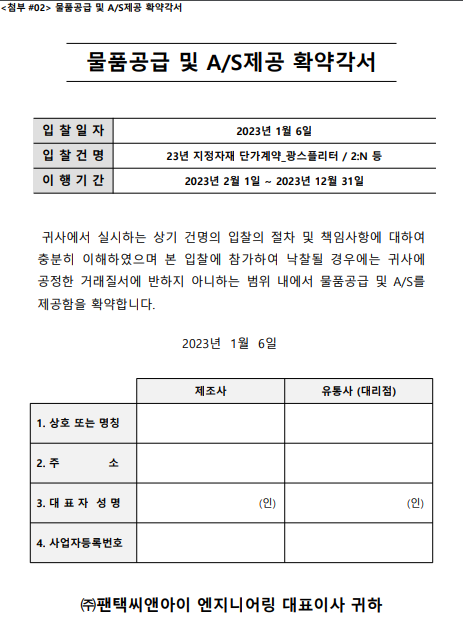 <첨부 #02> 물품공급 및 A/S제공 확약각서
물품공급 및 A/S제공 확약각서
입 찰 일 자 2023년 1월 6일
입 찰 건 명 23년 지정자재 단가계약_광스플리터 / 2:N 등
이 행 기 간 2023년 2월 1일 ~ 2023년 12월 31일
귀사에서 실시하는 상기 건명의 입찰의 절차 및 책임사항에 대하여
충분히 이해하였으며 본 입찰에 참가하여 낙찰될 경우에는 귀사에
공정한 거래질서에 반하지 아니하는 범위 내에서 물품공급 및 A/S를
제공함을 확약합니다.
2023년 1월 6일
제조사 유통사 (대리점)
1. 상호 또는 명칭
2. 주 소
3. 대 표 자 성 명 (인) (인)
4. 사업자등록번호
㈜팬택씨앤아이 엔지니어링 대표이사 귀하